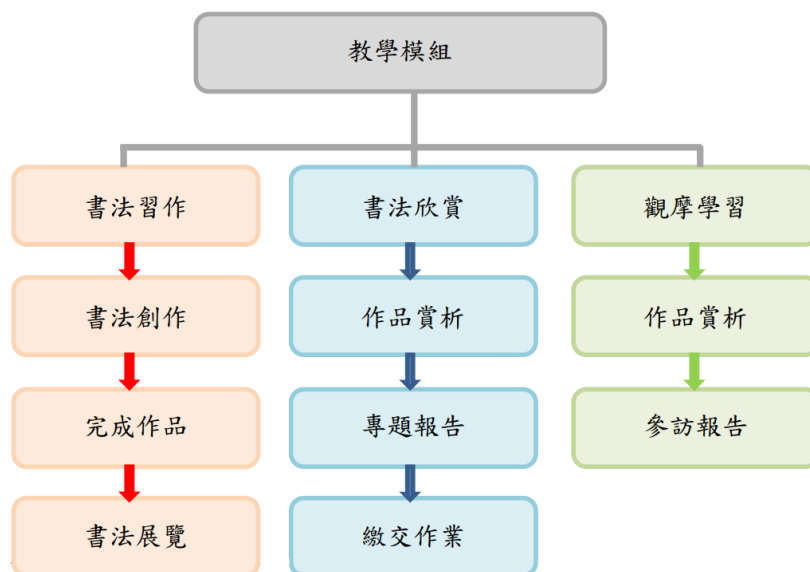 教學模組
書法習作
書法創作
完成作品
書法展覽
書法欣賞
作品賞析
專題報告
繳交作業
觀摩學習
作品賞析
參訪報告